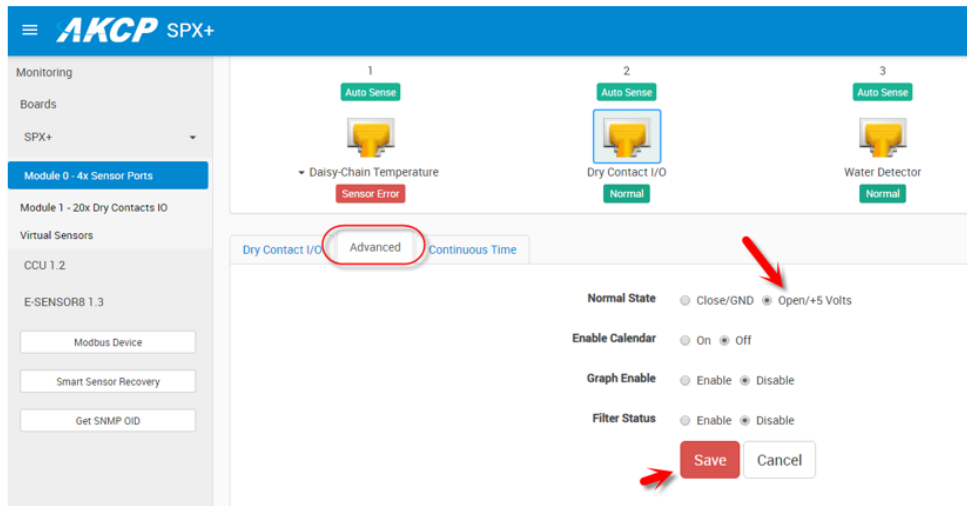 AKCP SPX+
Monitoring
Boards
SPX+
Module 0 - 4x Sensor Ports
Module 1 - 20x Dry Contacts IO
Virtual Sensors
CCU 1.2
E-SENSOR8 1.3
Modbus Device
Smart Sensor Recovery
Get SNMP OID
1 2 3
Auto Sense Auto Sense Auto Sense
Daisy-Chain Temperature Dry Contact I/O Water Detector
Sensor Error Normal Normal
Dry Contact I/O Advanced Continuous Time
Normal State Close/GND Open/+5 Volts
Enable Calendar On Off
Graph Enable Enable Disable
Filter Status Enable Disable
Save Cancel